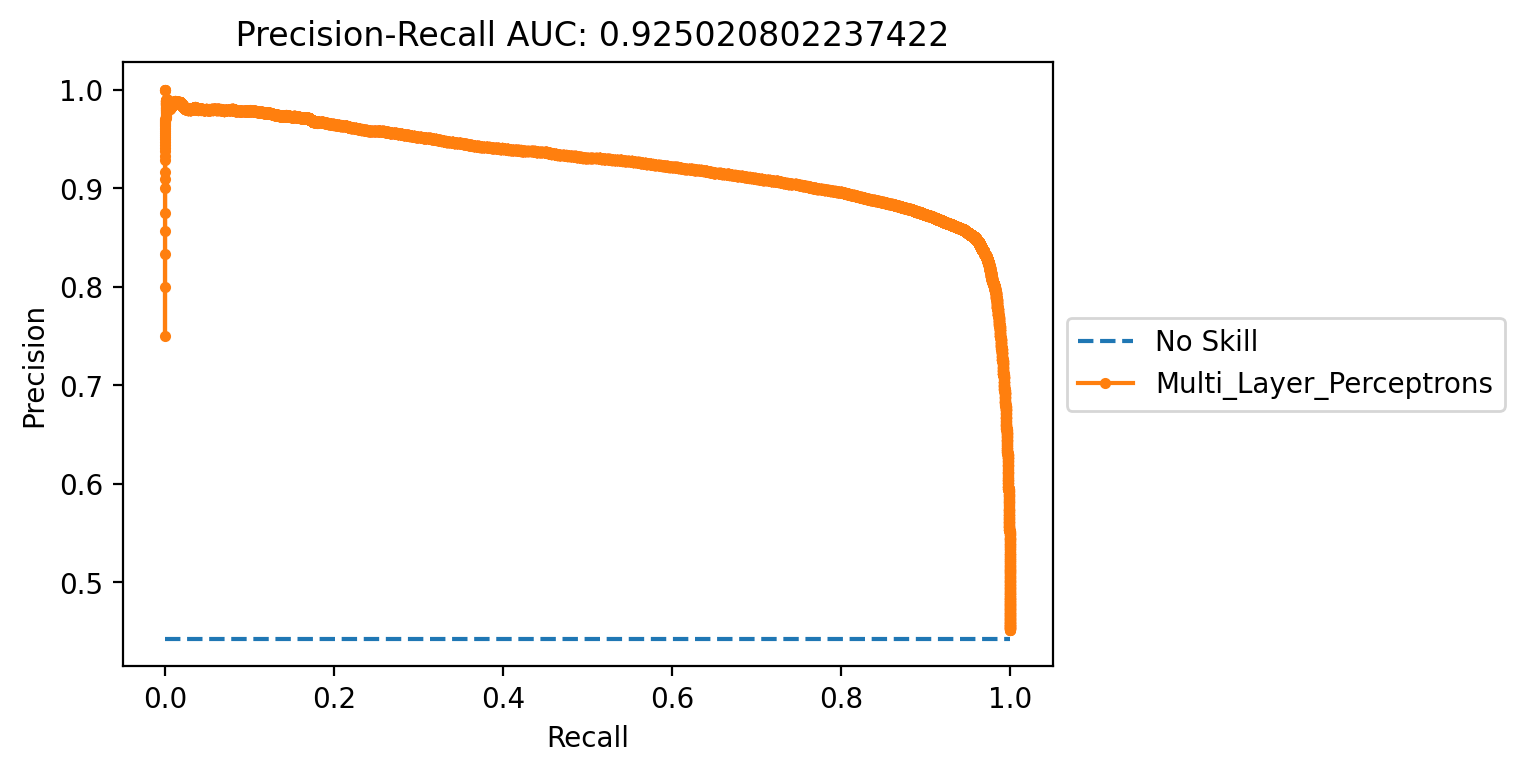 Precision-Recall AUC: 0.925020802237422
1.0
0.9
0.8
0.7
0.6
0.5
Precision
0.0 0.2 0.4 0.6 0.8 1.0
Recall
No Skill
Multi_Layer_Perceptrons